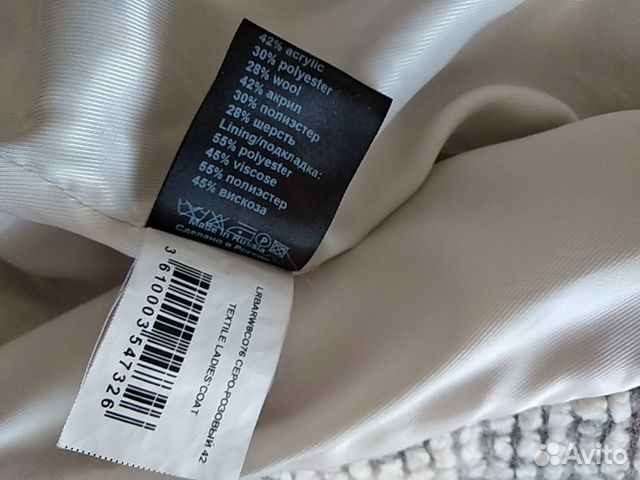 42% acrylic
30% polyester
28% wool
42% акрил
30% полиэстер
28% шерсть
Lining/подкладка:
55% polyester
45% viscose
55% полиэстер
45% вискоза
Made in Russia
Сделано в России
LRBARW8CO76 СЕРО-РОЗОВЫЙ 42
TEXTILE LADIES'COAT
3 610003 547326
Avito